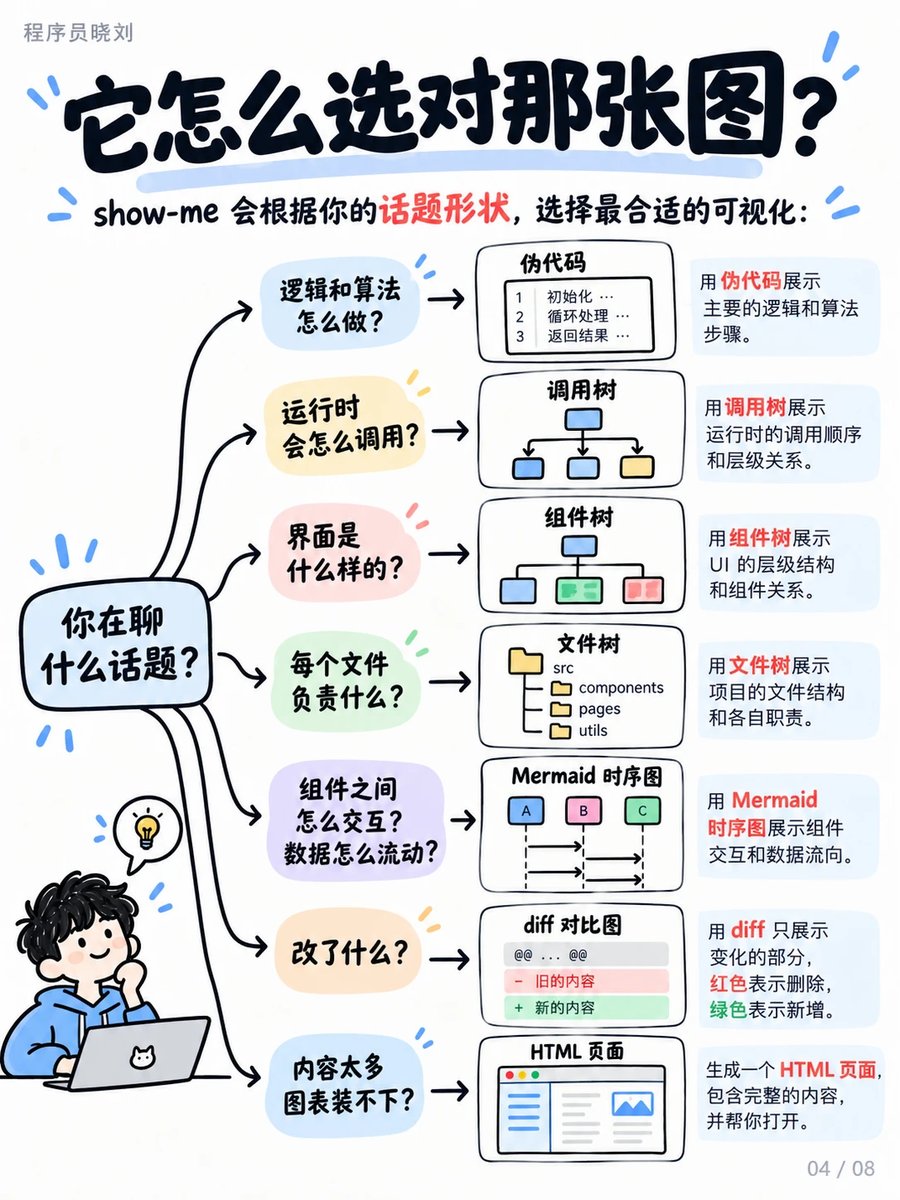 程序员晓刘
它怎么选对那张图？
show-me 会根据你的话题形状，选择最合适的可视化：
你在聊
什么话题？
逻辑和算法
怎么做？
伪代码
1 初始化 …
2 循环处理 …
3 返回结果 …
用 伪代码展示
主要的逻辑和算法
步骤。
运行时
会怎么调用？
调用树
用调用树展示
运行时的调用顺序
和层级关系。
界面是
什么样的？
组件树
用组件树展示
UI 的层级结构
和组件关系。
每个文件
负责什么？
文件树
src
components
pages
utils
用文件树展示
项目的文件结构
和各自职责。
组件之间
怎么交互？
数据怎么流动？
Mermaid 时序图
A B C
用 Mermaid
时序图展示组件
交互和数据流向。
改了什么？
diff 对比图
@@ ... @@
- 旧的内容
+ 新的内容
用 diff 只展示
变化的部分，
红色表示删除，
绿色表示新增。
内容太多
图表装不下？
HTML 页面
生成一个 HTML 页面，
包含完整的内容，
并帮你打开。
04 / 08